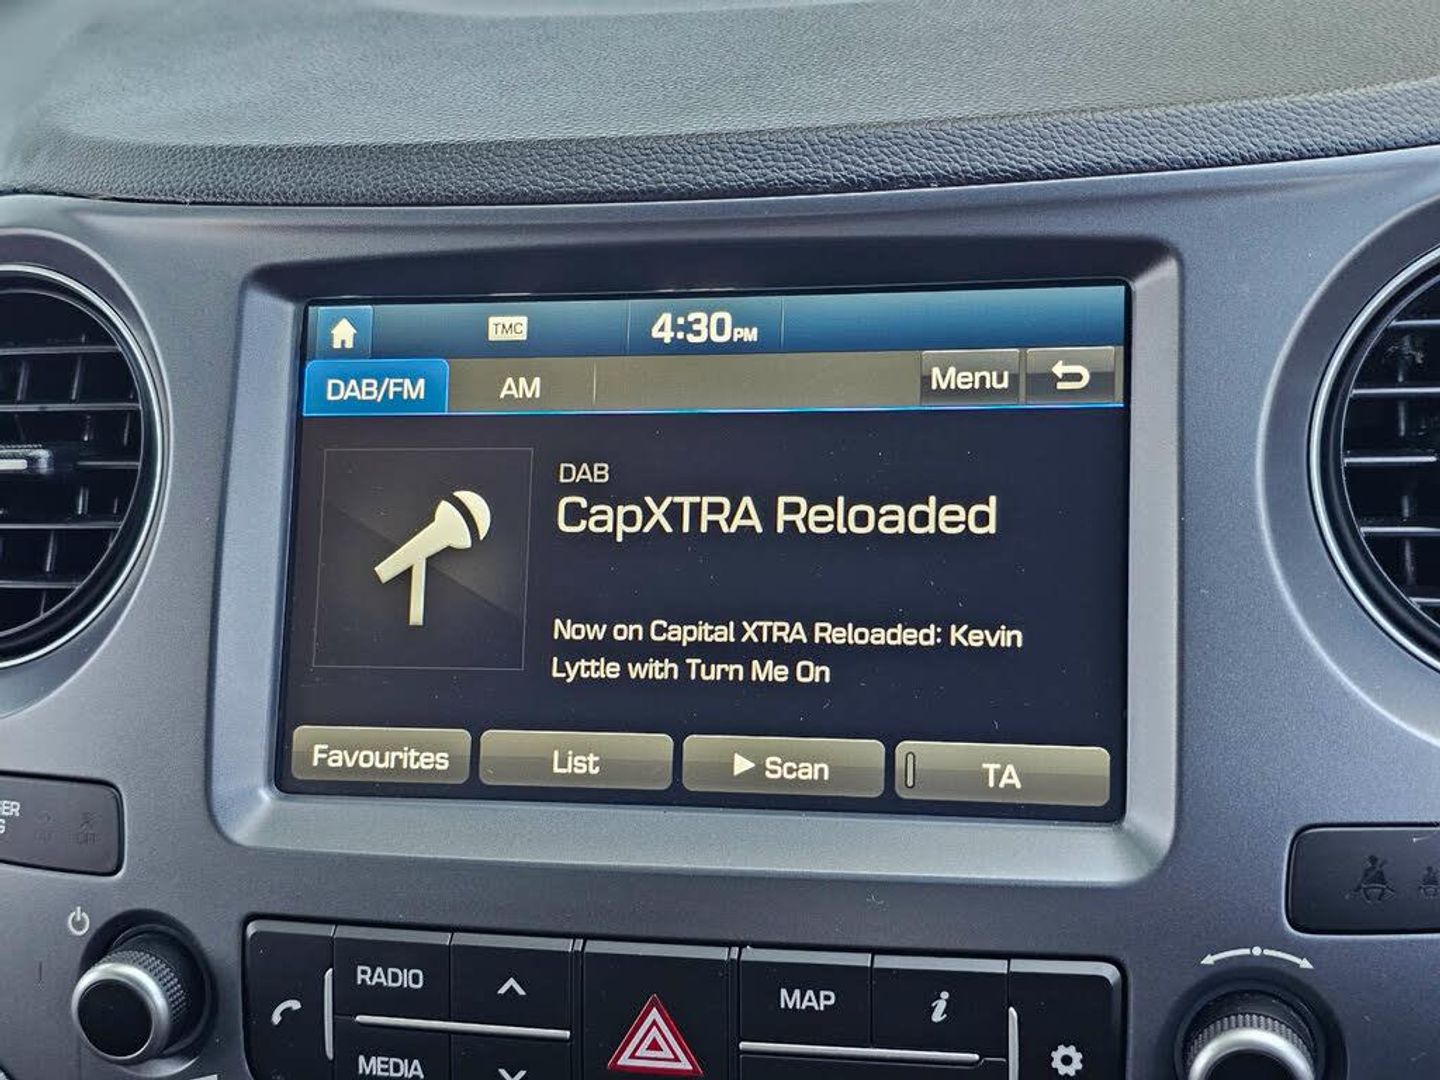 TMC
4:30PM
DAB/FM AM Menu
DAB
CapXTRA Reloaded
Now on Capital XTRA Reloaded: Kevin
Lyttle with Turn Me On
Favourites List Scan TA
RADIO
MAP
MEDIA